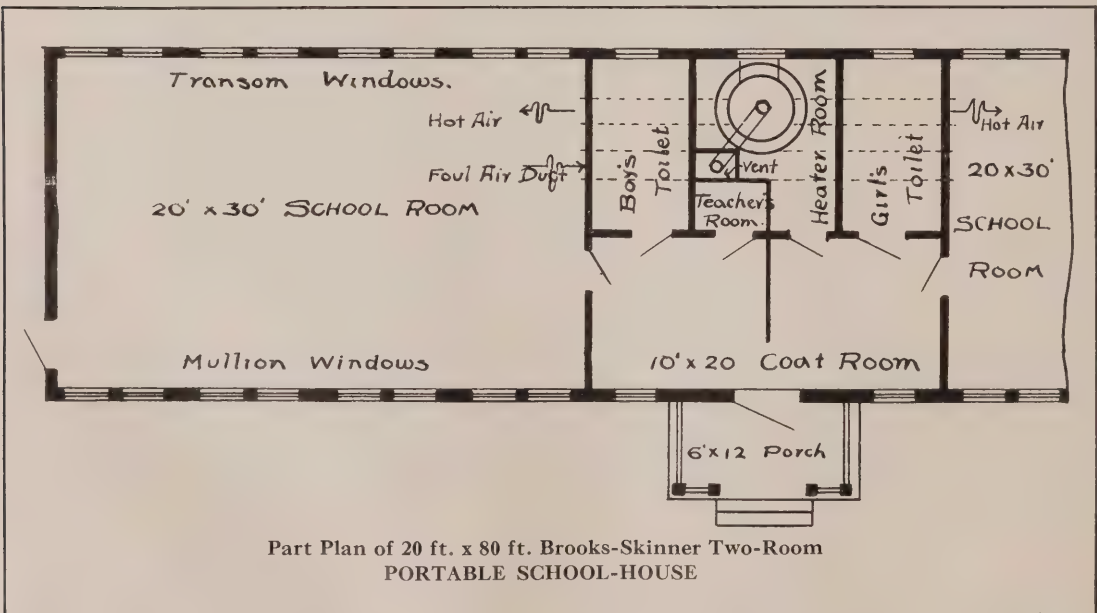 Transom Windows.
Hot Air
Foul Air Duct
20' x 30' SCHOOL ROOM
Mullion Windows
Boy's
Toilet
Vent
Teacher's
Room.
Heater Room
Girl's
Toilet
Hot Air
20 x 30'
SCHOOL
ROOM
10' x 20 Coat Room
6' x 12 Porch
Part Plan of 20 ft. x 80 ft. Brooks-Skinner Two-Room
PORTABLE SCHOOL-HOUSE